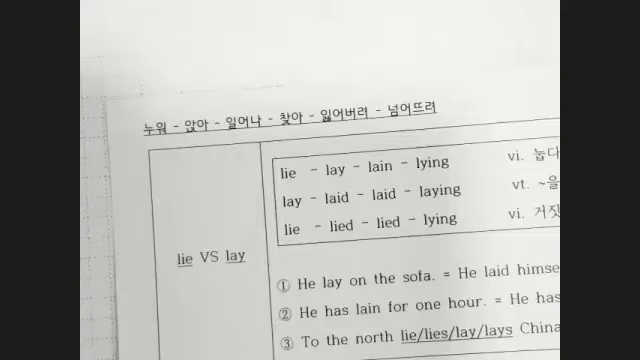 누워 - 앉아 - 일어나 - 찾아 - 잃어버려 - 넘어뜨려
lie - lay - lain - lying vi. 눕다
lay - laid - laid - laying vt. ~을
lie - lied - lied - lying vi. 거짓
lie VS lay
① He lay on the sofa. = He laid himse
② He has lain for one hour. = He has
③ To the north lie/lies/lay/lays China